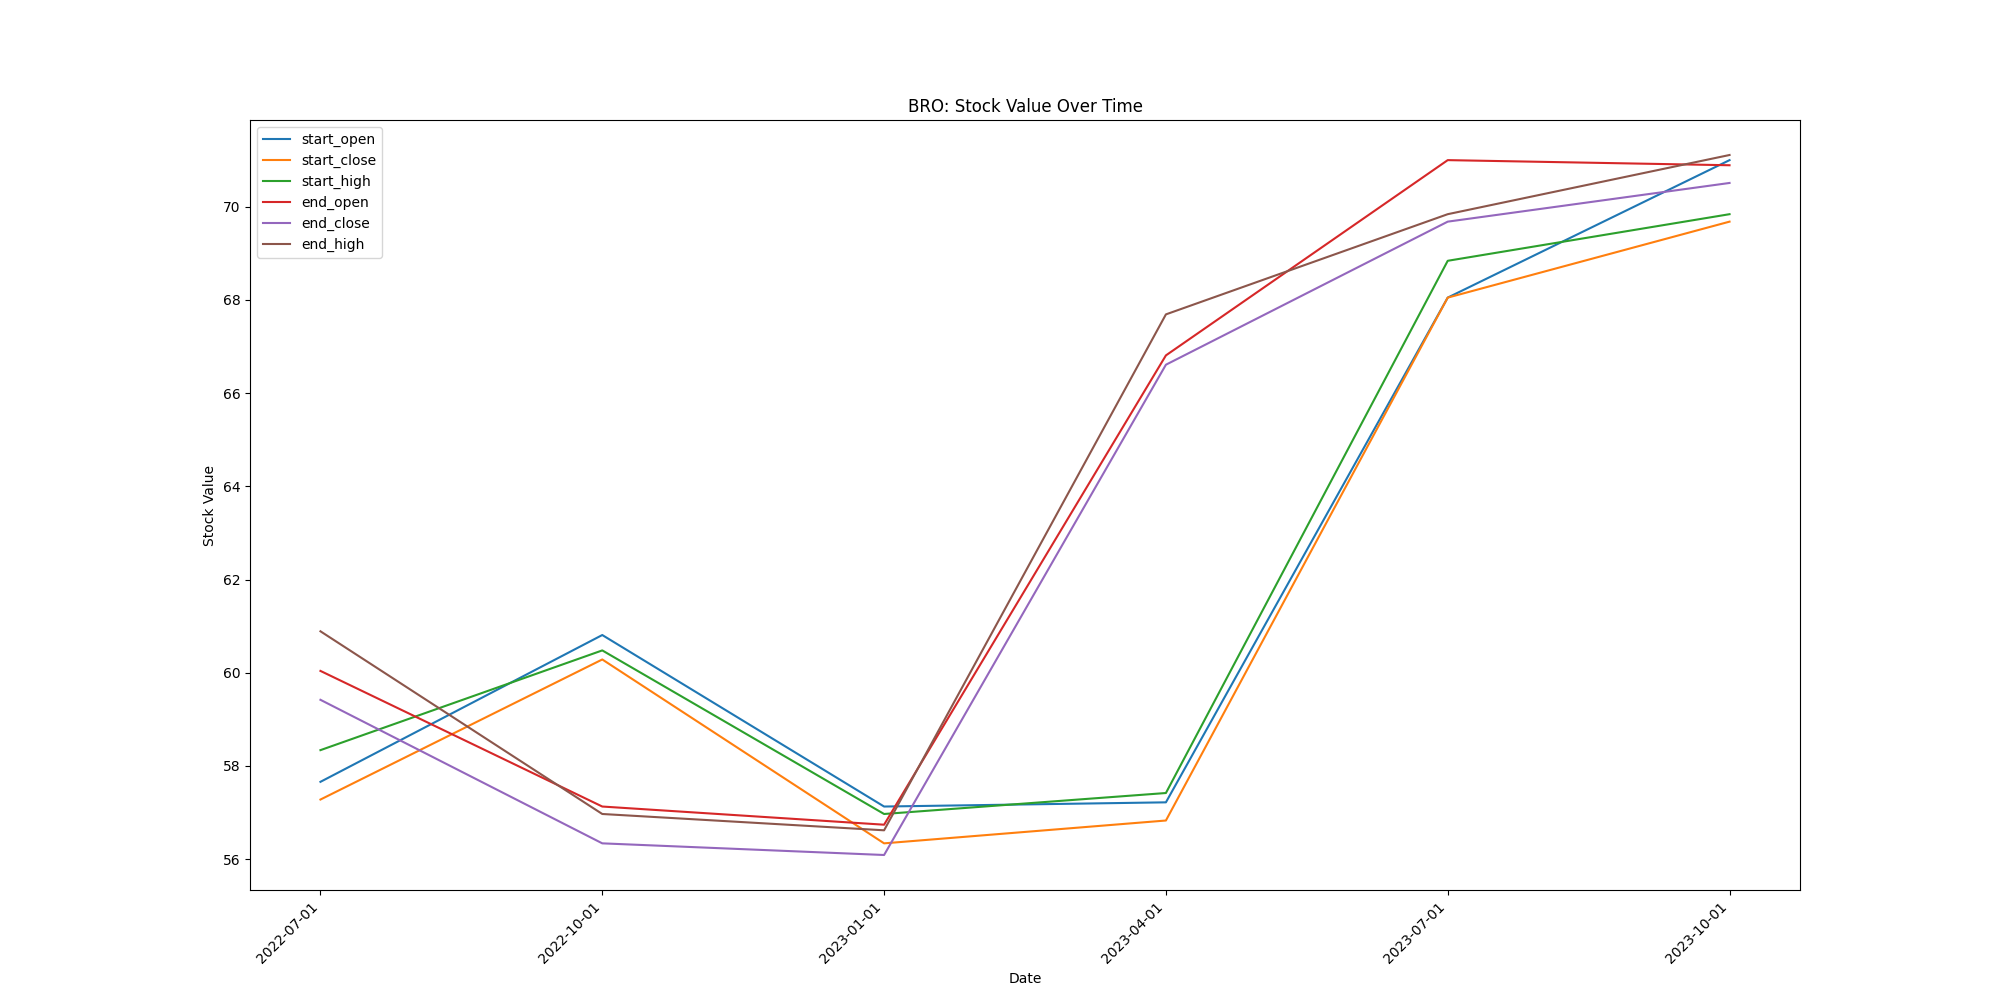 BRO: Stock Value Over Time
start_open
start_close
start_high
end_open
end_close
end_high
70
68
66
64
62
60
58
56
Stock Value
2022-07-01
2022-10-01
2023-01-01
2023-04-01
2023-07-01
2023-10-01
Date